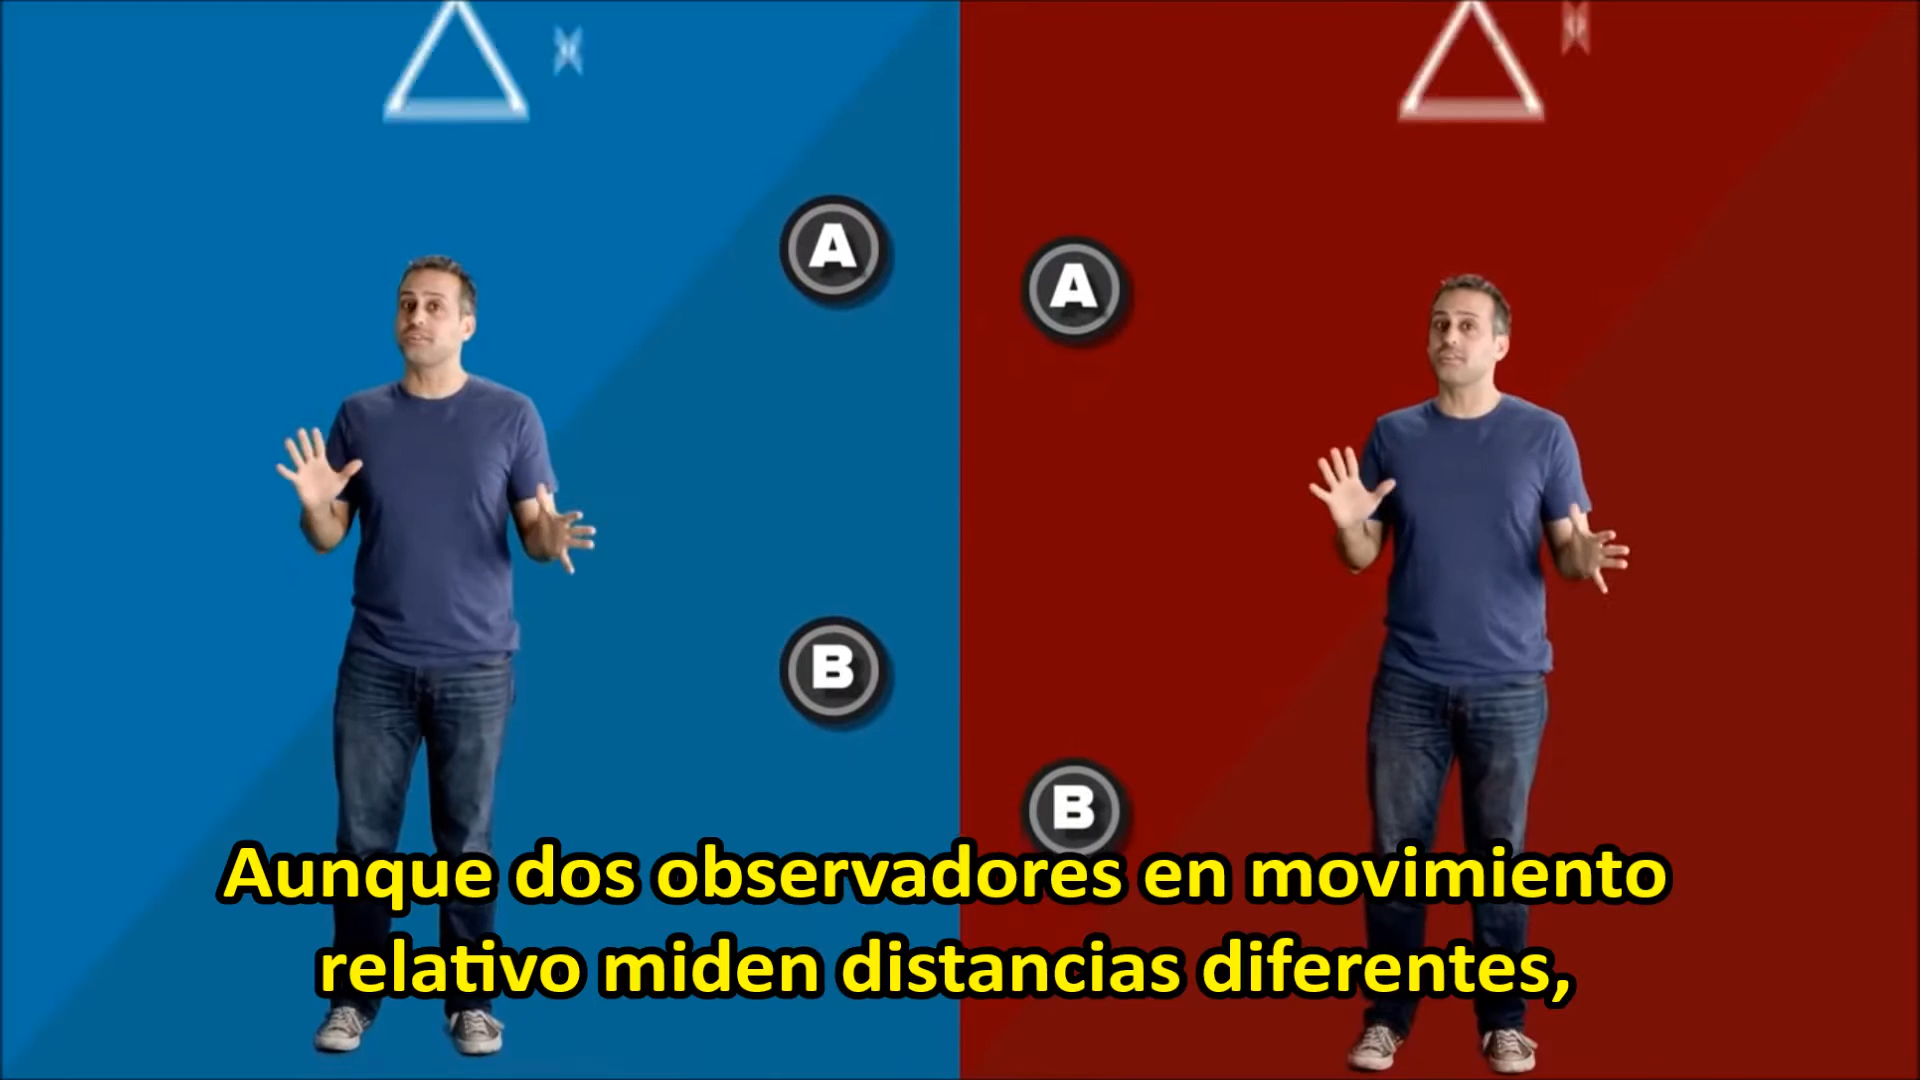 Δ x
Δ x
A
A
B
B
Aunque dos observadores en movimiento
relativo miden distancias diferentes,